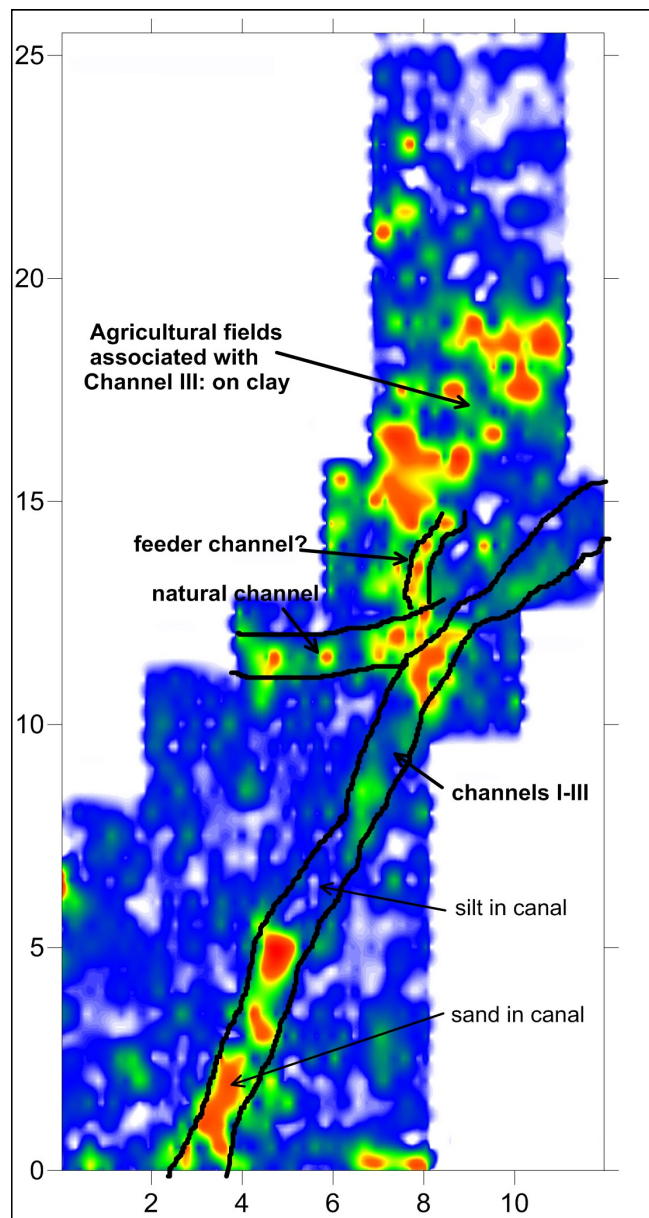 25
20
Agricultural fields
associated with
Channel III: on clay
15
feeder channel?
natural channel
10
channels I-III
silt in canal
5
sand in canal
0
2 4 6 8 10